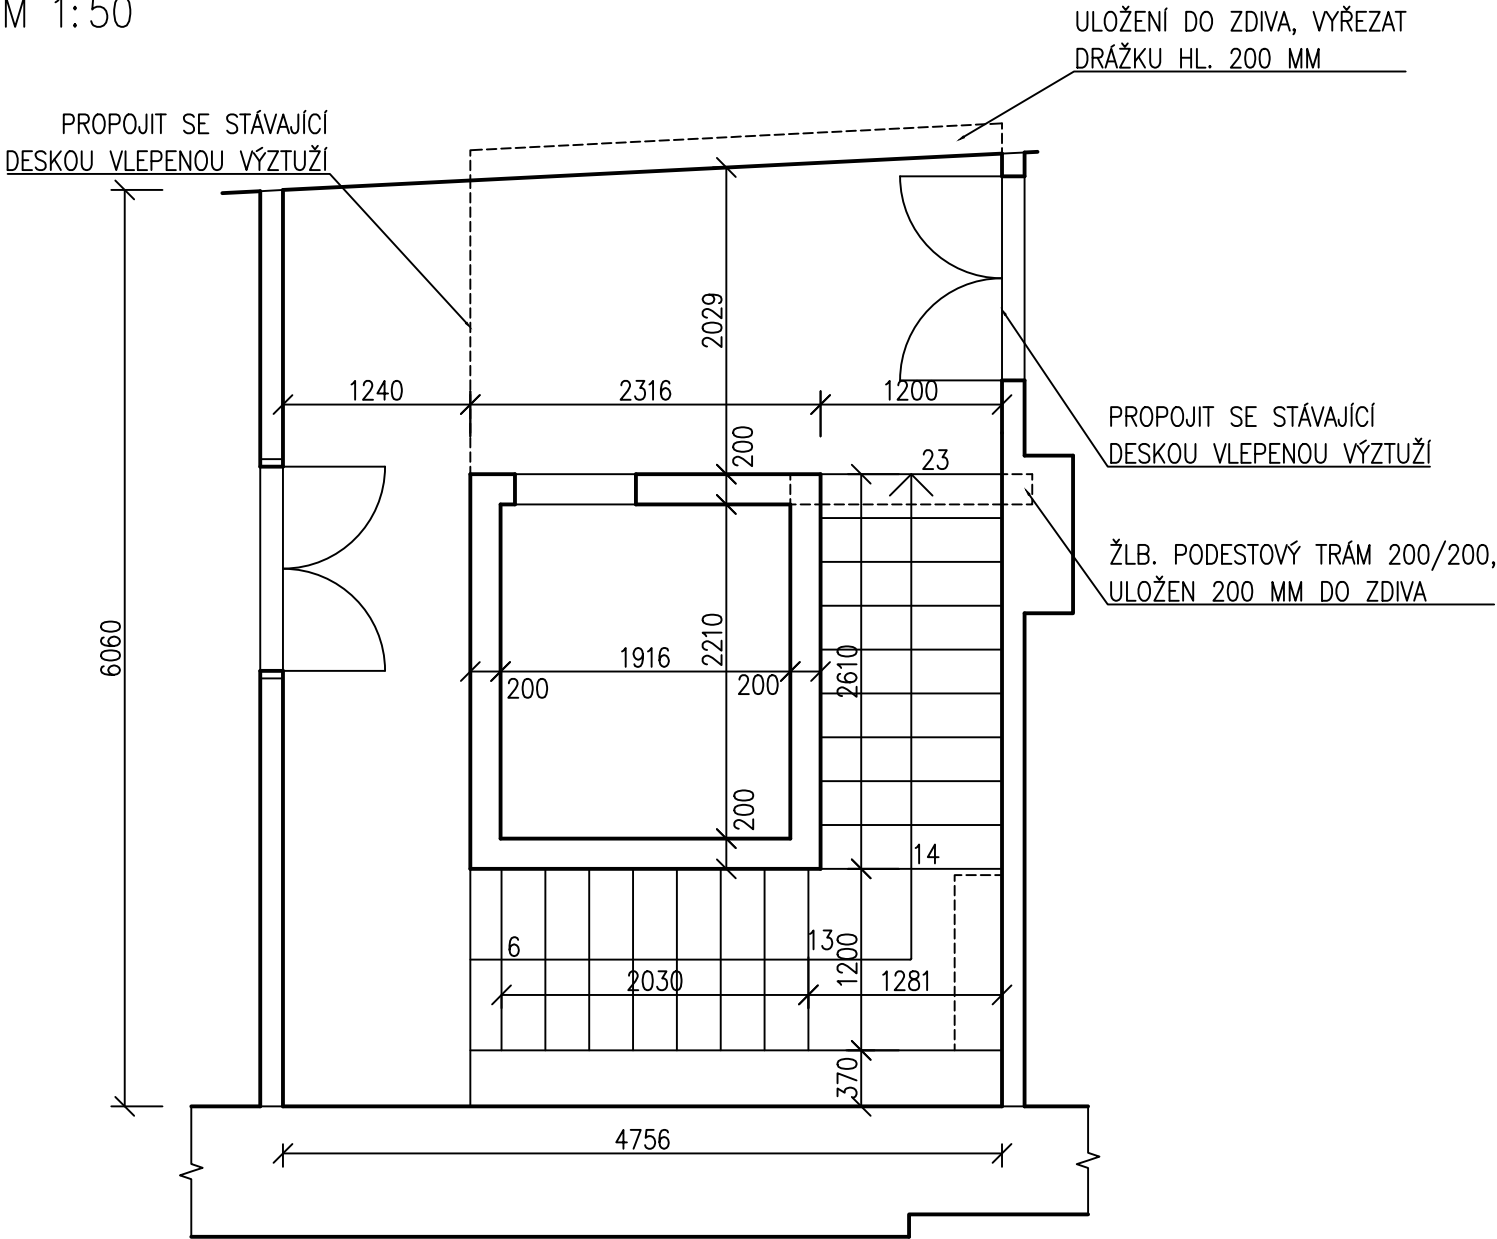 M 1:50
ULOŽENÍ DO ZDIVA, VYŘEZAT
DRÁŽKU HL. 200 MM
PROPOJIT SE STÁVAJÍCÍ
DESKOU VLEPENOU VÝZTUŽÍ
2029
1240
2316
1200
PROPOJIT SE STÁVAJÍCÍ
DESKOU VLEPENOU VÝZTUŽÍ
200
23
ŽLB. PODESTOVÝ TRÁM 200/200,
ULOŽEN 200 MM DO ZDIVA
6060
1916
2210
2610
200
200
200
14
6
13
1200
2030
1281
370
4756